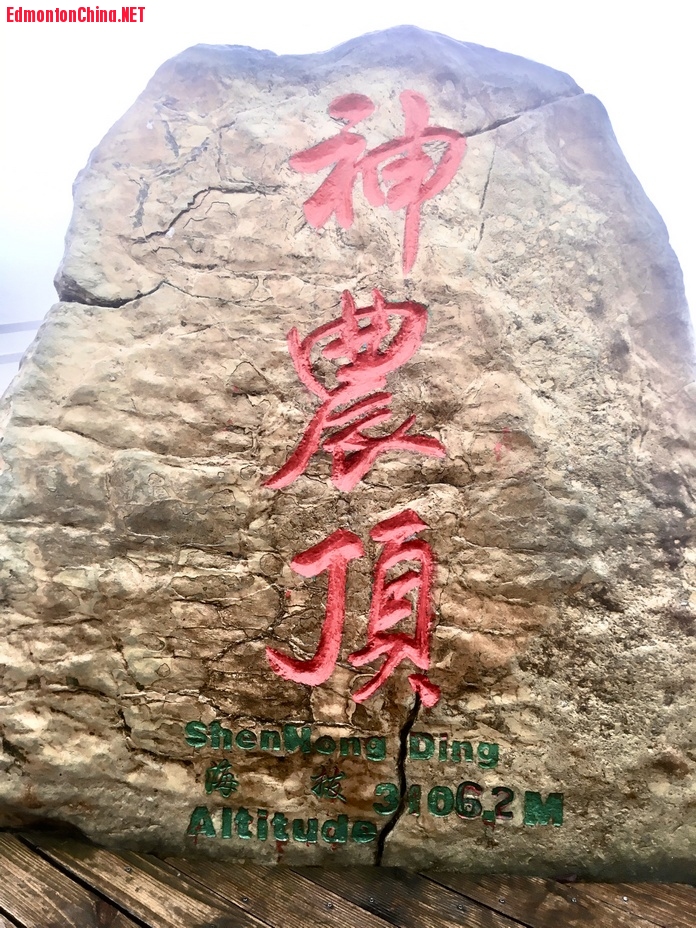 EdmontonChina.NET
神農頂
ShenNong Ding
海拔 3106.2M
Altitude